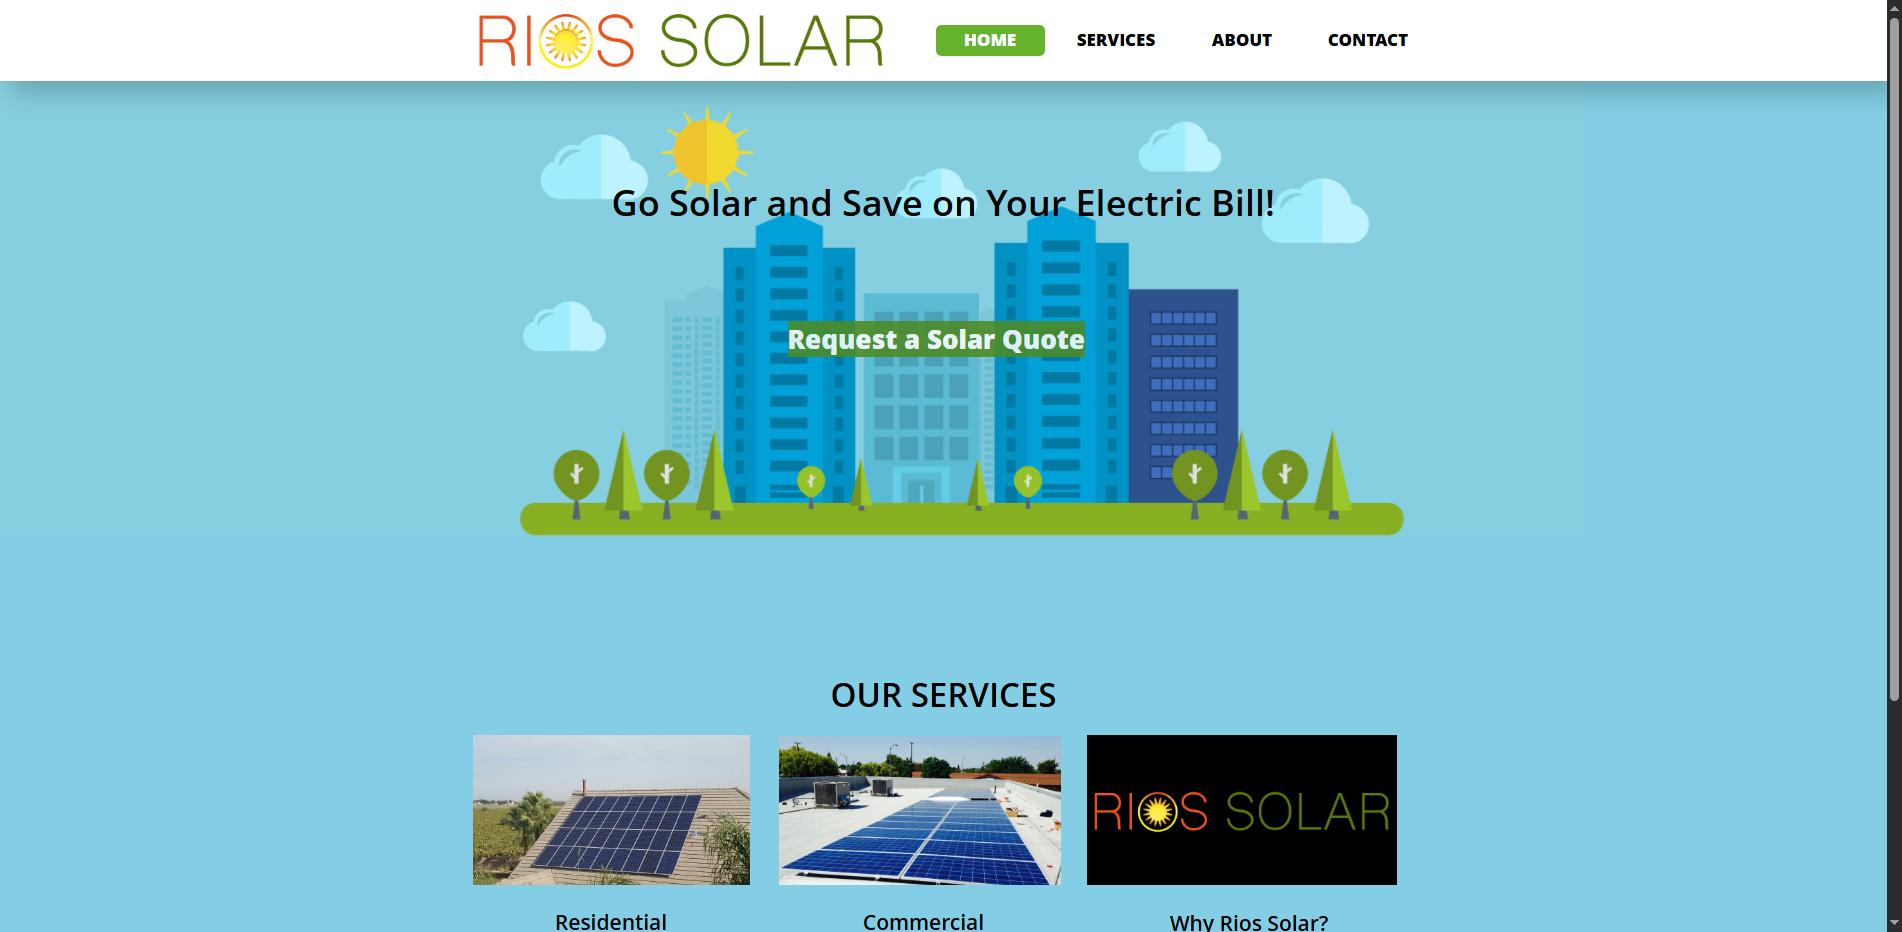 RIOS SOLAR
HOME
SERVICES
ABOUT
CONTACT
Go Solar and Save on Your Electric Bill!
Request a Solar Quote
OUR SERVICES
RIOS SOLAR
Residential
Commercial
Why Rios Solar?